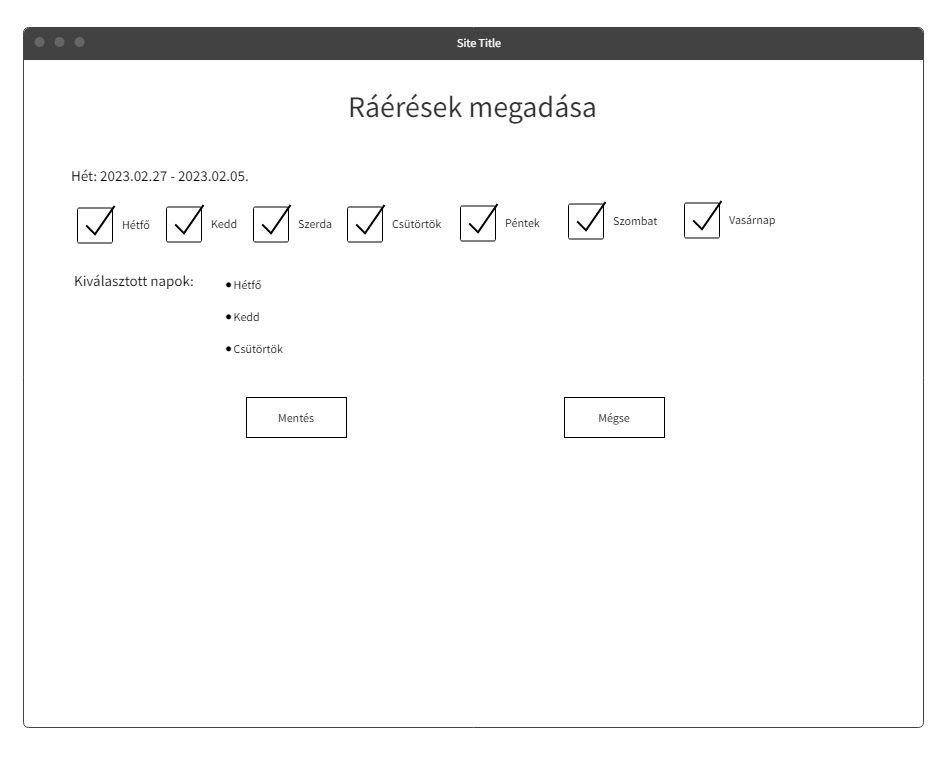 Site Title
Ráérések megadása
Hét: 2023.02.27 - 2023.02.05.
Hétfő Kedd Szerda Csütörtök Péntek Szombat Vasárnap
Kiválasztott napok: Hétfő
Kedd
Csütörtök
Mentés Mégse